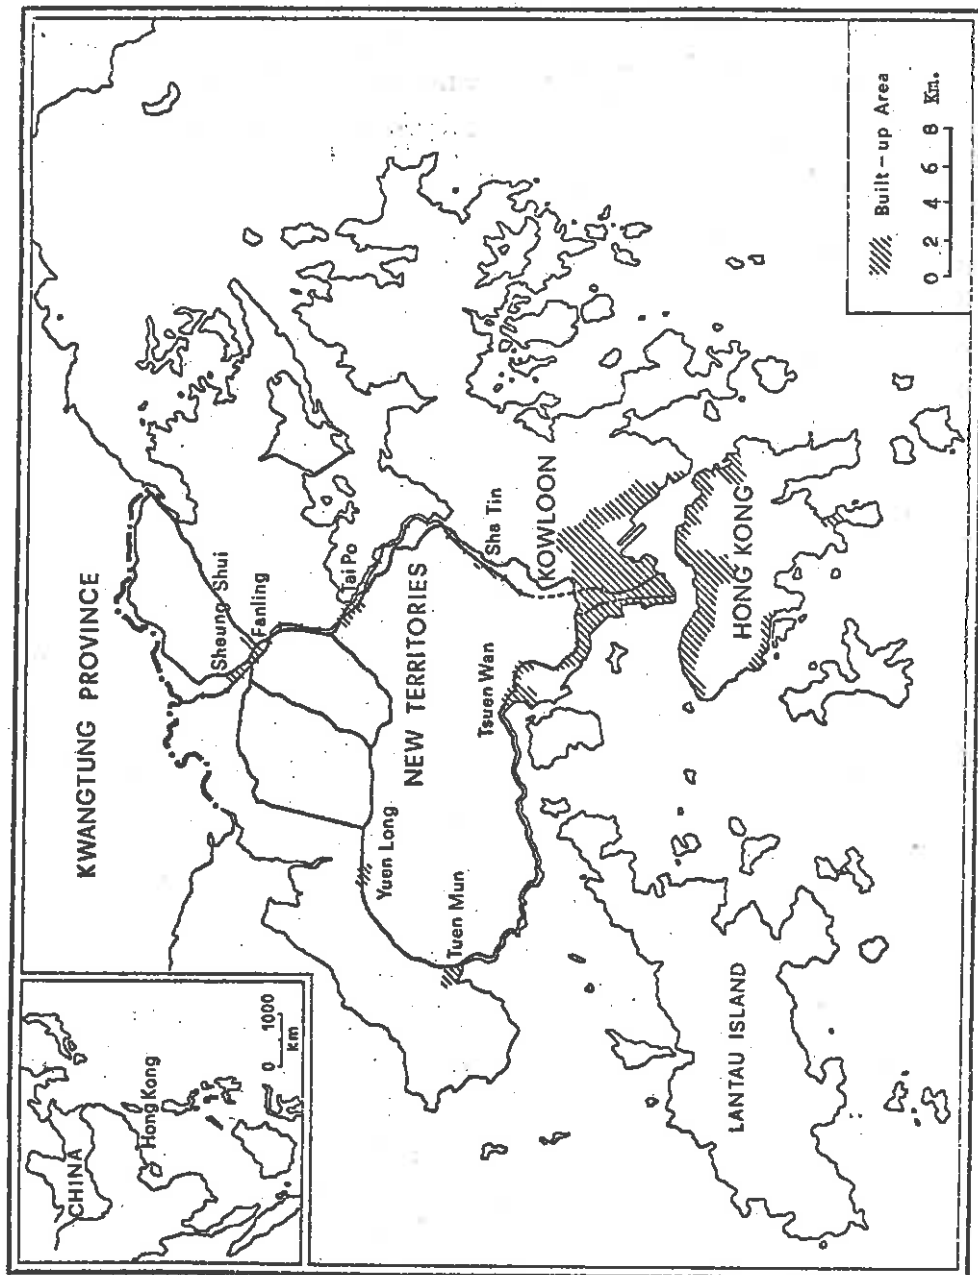 CHINA
Hong Kong
0 1000
km
KWANGTUNG PROVINCE
Sheung Shui
Fanling
Tai Po
Yuen Long
NEW TERRITORIES
Tuen Mun
Tsuen Wan
Sha Tin
KOWLOON
LANTAU ISLAND
HONG KONG
Built-up Area
0 2 4 6 8 Km.